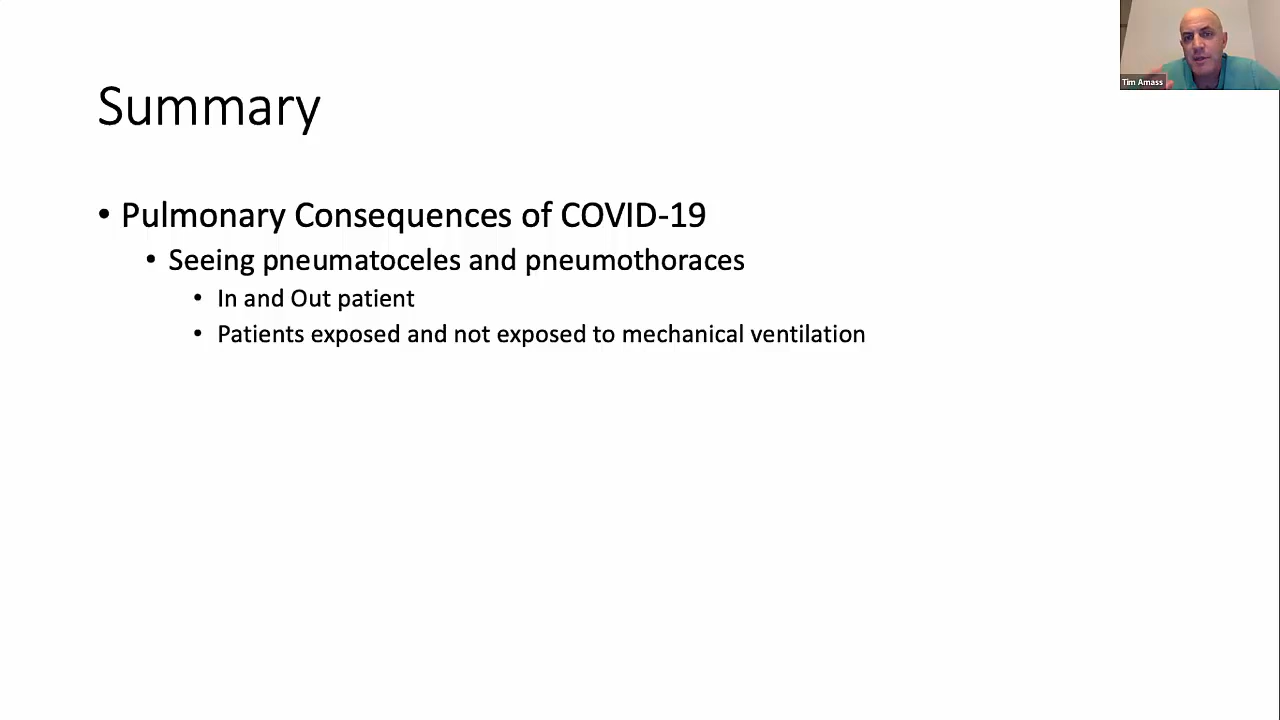 Tim Amass
Summary
• Pulmonary Consequences of COVID-19
• Seeing pneumatoceles and pneumothoraces
• In and Out patient
• Patients exposed and not exposed to mechanical ventilation